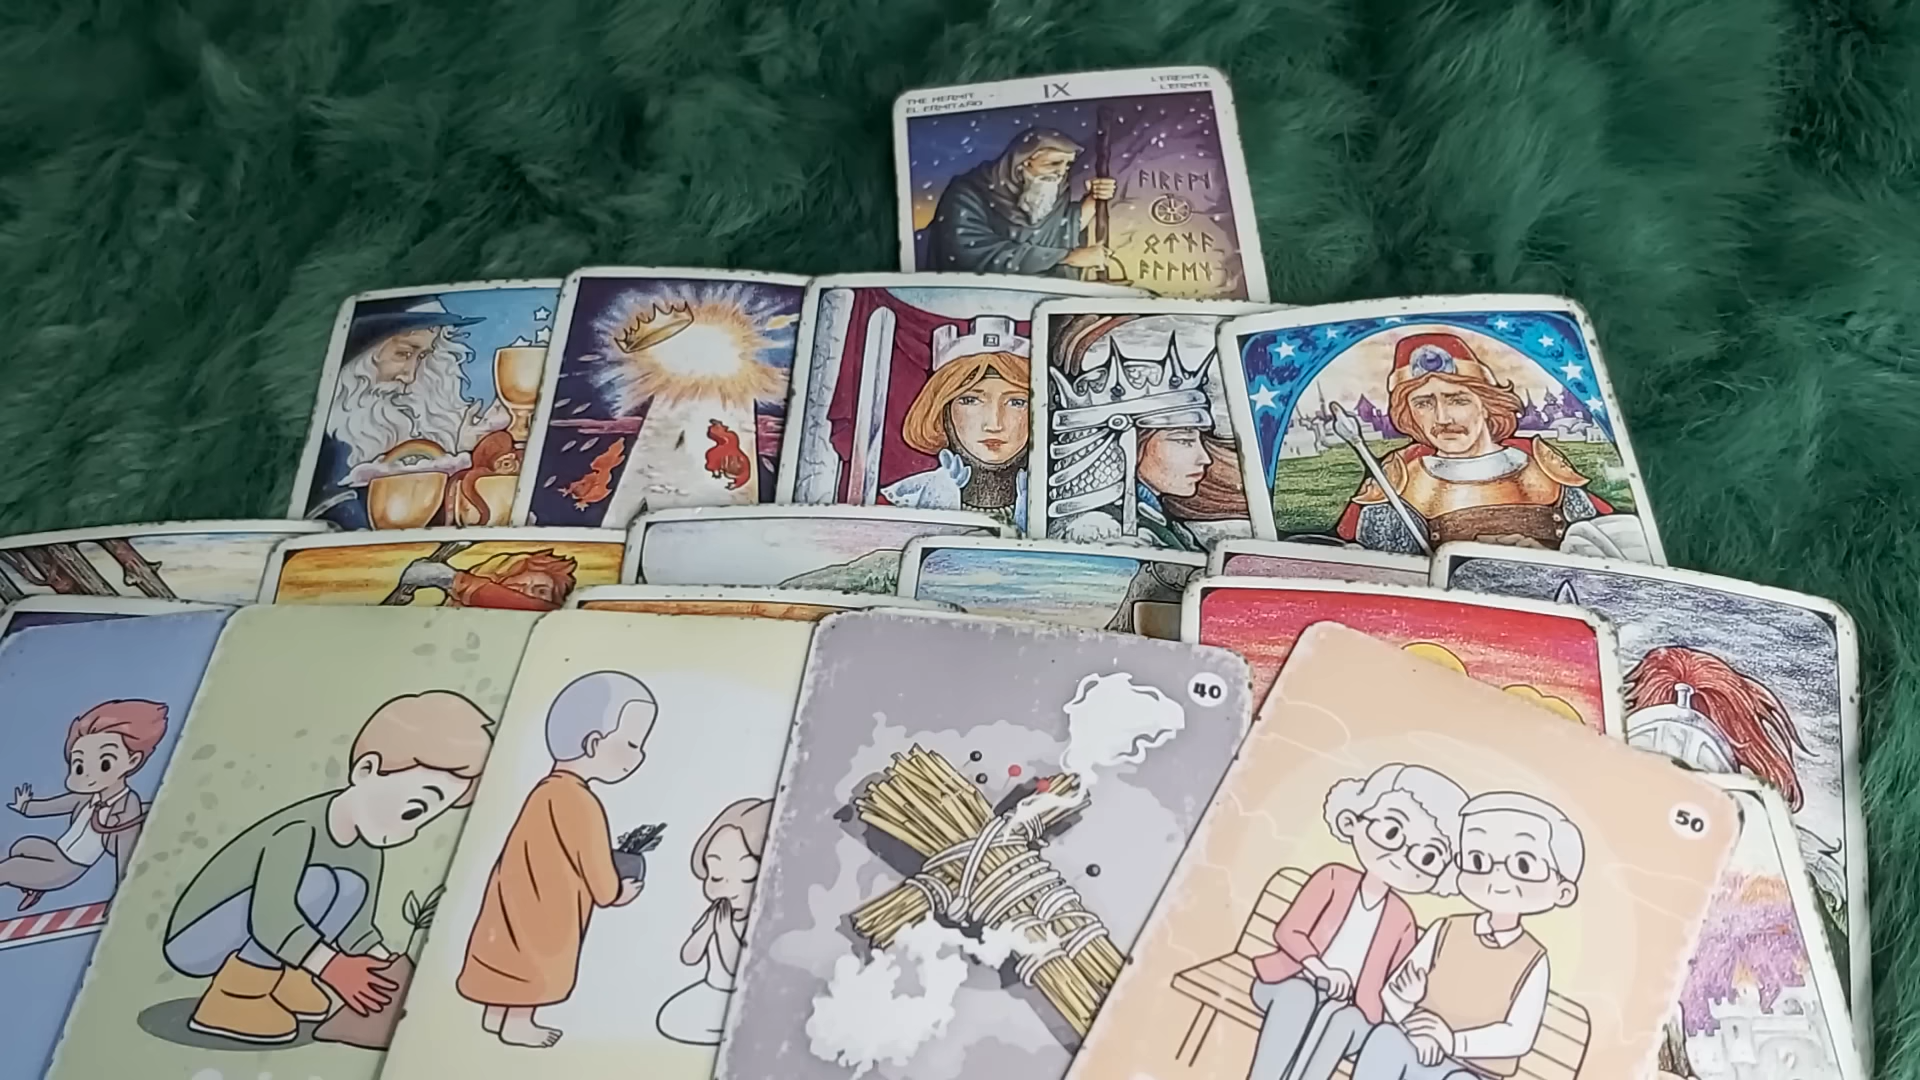 THE HERMIT
EL ERMITAÑO
IX
L'EREMITA
L'ERMITE
40
50